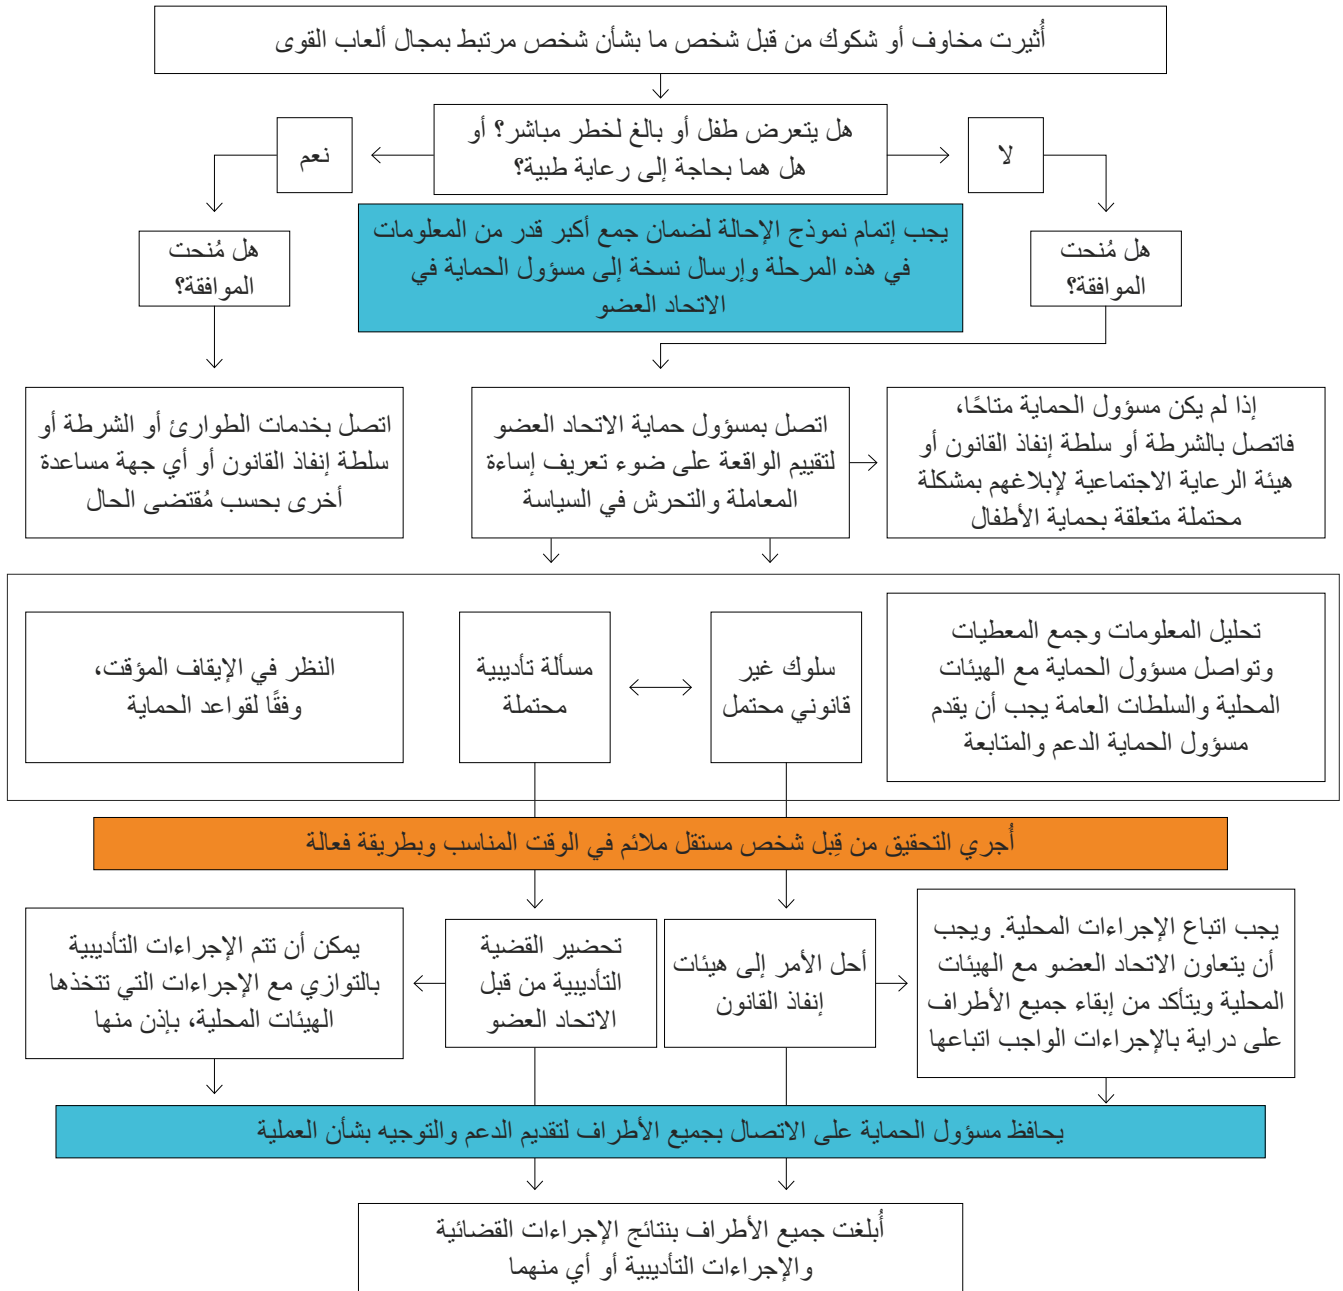 أُثيرت مخاوف أو شكوك من قبل شخص ما بشأن شخص مرتبط بمجال ألعاب القوى
هل يتعرض طفل أو بالغ لخطر مباشر؟ أو
هل هما بحاجة إلى رعاية طبية؟
لا
نعم
هل مُنحت
الموافقة؟
يجب إتمام نموذج الإحالة لضمان جمع أكبر قدر من المعلومات
في هذه المرحلة وإرسال نسخة إلى مسؤول الحماية في
الاتحاد العضو
هل مُنحت
الموافقة؟
إذا لم يكن مسؤول الحماية متاحًا،
فاتصل بالشرطة أو سلطة إنفاذ القانون أو
هيئة الرعاية الاجتماعية لإبلاغهم بمشكلة
محتملة متعلقة بحماية الأطفال
اتصل بمسؤول حماية الاتحاد العضو
لتقييم الواقعة على ضوء تعريف إساءة
المعاملة والتحرش في السياسة
اتصل بخدمات الطوارئ أو الشرطة أو
سلطة إنفاذ القانون أو أي جهة مساعدة
أخرى بحسب مُقتضى الحال
تحليل المعلومات وجمع المعطيات
وتواصل مسؤول الحماية مع الهيئات
المحلية والسلطات العامة يجب أن يقدم
مسؤول الحماية الدعم والمتابعة
سلوك غير
قانوني محتمل
مسألة تأديبية
محتملة
النظر في الإيقاف المؤقت،
وفقًا لقواعد الحماية
أُجري التحقيق من قِبل شخص مستقل ملائم في الوقت المناسب وبطريقة فعالة
يجب اتباع الإجراءات المحلية. ويجب
أن يتعاون الاتحاد العضو مع الهيئات
المحلية ويتأكد من إبقاء جميع الأطراف
على دراية بالإجراءات الواجب اتباعها
أحل الأمر إلى هيئات
إنفاذ القانون
تحضير القضية
التأديبية من قبل
الاتحاد العضو
يمكن أن تتم الإجراءات التأديبية
بالتوازي مع الإجراءات التي تتخذها
الهيئات المحلية، بإذن منها
يحافظ مسؤول الحماية على الاتصال بجميع الأطراف لتقديم الدعم والتوجيه بشأن العملية
أُبلغت جميع الأطراف بنتائج الإجراءات القضائية
والإجراءات التأديبية أو أي منهما